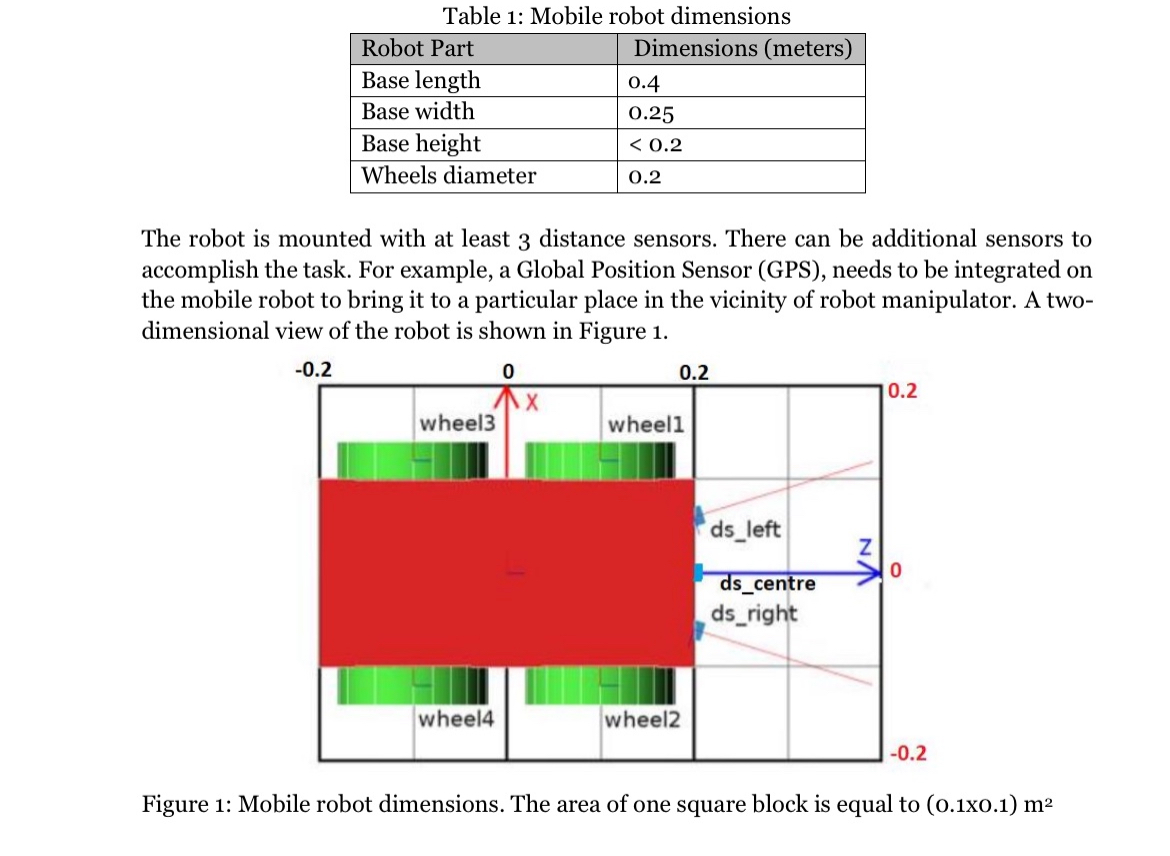 Table 1: Mobile robot dimensions
Robot Part Dimensions (meters)
Base length 0.4
Base width 0.25
Base height < 0.2
Wheels diameter 0.2
The robot is mounted with at least 3 distance sensors. There can be additional sensors to
accomplish the task. For example, a Global Position Sensor (GPS), needs to be integrated on
the mobile robot to bring it to a particular place in the vicinity of robot manipulator. A two-
dimensional view of the robot is shown in Figure 1.
-0.2 0 0.2
0.2
X
wheel3 wheel1
ds_left
Z
0
ds_centre
ds_right
wheel4 wheel2
-0.2
Figure 1: Mobile robot dimensions. The area of one square block is equal to (0.1x0.1) m²